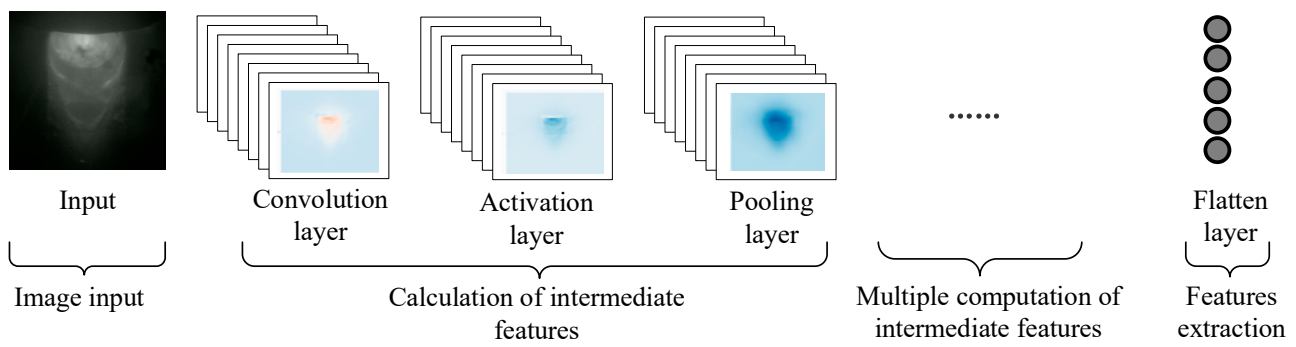 ......
Input
Convolution
layer
Activation
layer
Pooling
layer
Flatten
layer
Image input
Calculation of intermediate
features
Multiple computation of
intermediate features
Features
extraction